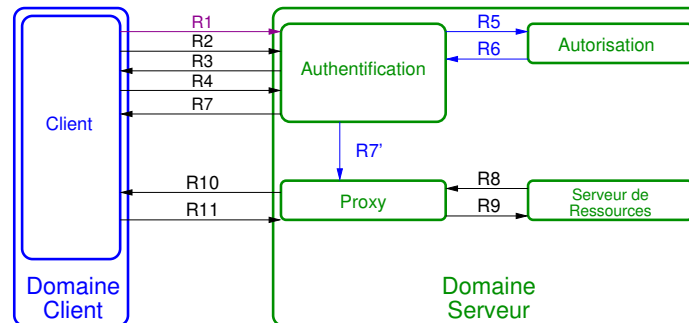 R1
R2
R3
R4
R7
R5
R6
Authentification
Autorisation
Client
R7'
R10
R11
Proxy
R8
R9
Serveur de
Ressources
Domaine
Client
Domaine
Serveur